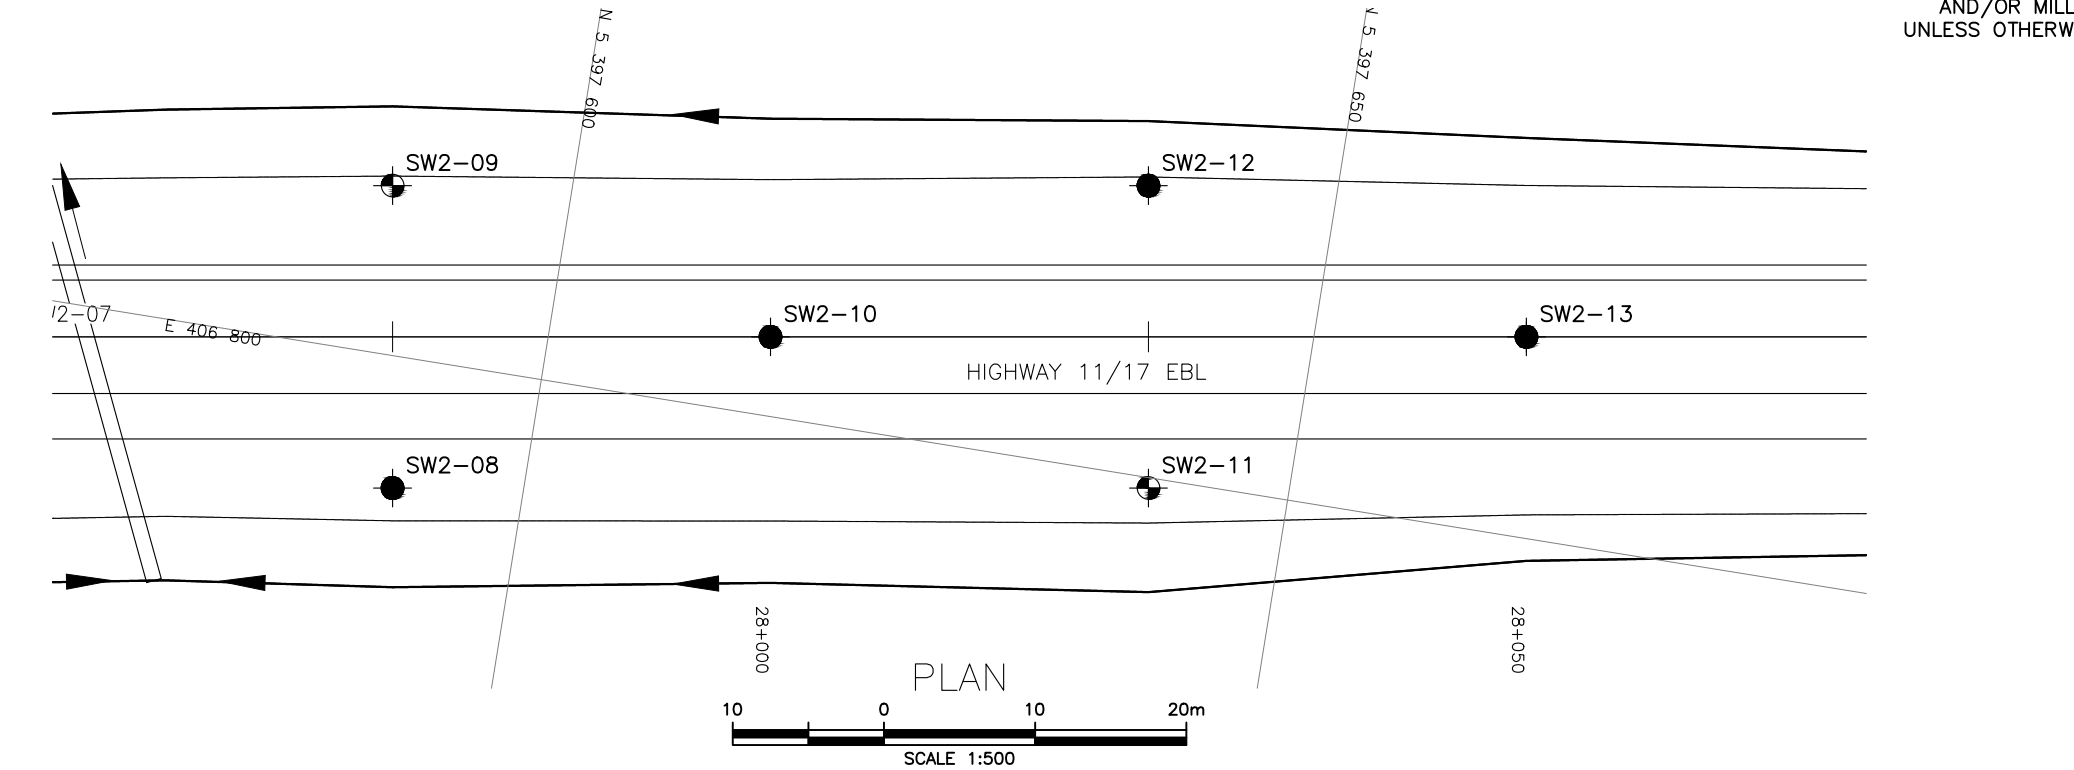 AND/OR MILL
UNLESS OTHERW
N 5 397 600
5 397 650
SW2-09
SW2-12
2-07
E 406 800
SW2-10
SW2-13
HIGHWAY 11/17 EBL
SW2-08
SW2-11
28+000
28+050
PLAN
10 0 10 20m
SCALE 1:500